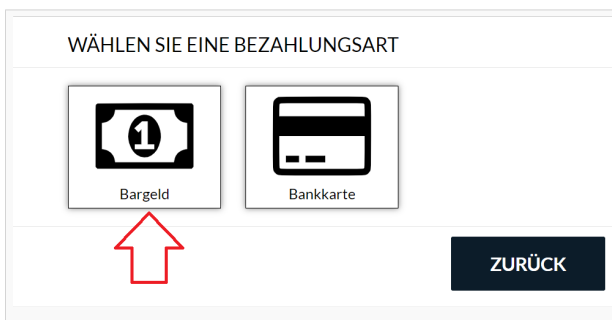 WÄHLEN SIE EINE BEZAHLUNGSART
1
Bargeld
Bankkarte
ZURÜCK